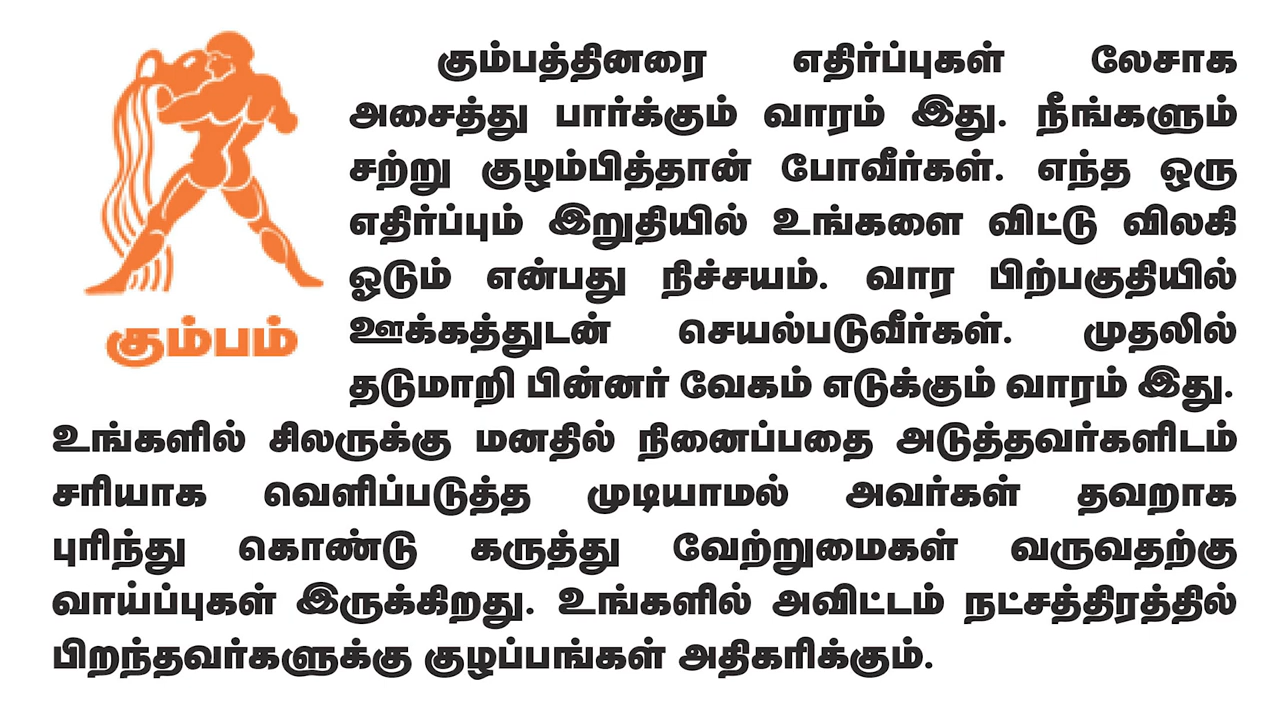 கும்பத்தினரை எதிர்ப்புகள் லேசாக
அசைத்து பார்க்கும் வாரம் இது. நீங்களும்
சற்று குழம்பித்தான் போவீர்கள். எந்த ஒரு
எதிர்ப்பும் இறுதியில் உங்களை விட்டு விலகி
ஓடும் என்பது நிச்சயம். வார பிற்பகுதியில்
ஊக்கத்துடன் செயல்படுவீர்கள். முதலில்
தடுமாறி பின்னர் வேகம் எடுக்கும் வாரம் இது.
கும்பம்
உங்களில் சிலருக்கு மனதில் நினைப்பதை அடுத்தவர்களிடம்
சரியாக வெளிப்படுத்த முடியாமல் அவர்கள் தவறாக
புரிந்து கொண்டு கருத்து வேற்றுமைகள் வருவதற்கு
வாய்ப்புகள் இருக்கிறது. உங்களில் அவிட்டம் நட்சத்திரத்தில்
பிறந்தவர்களுக்கு குழப்பங்கள் அதிகரிக்கும்.